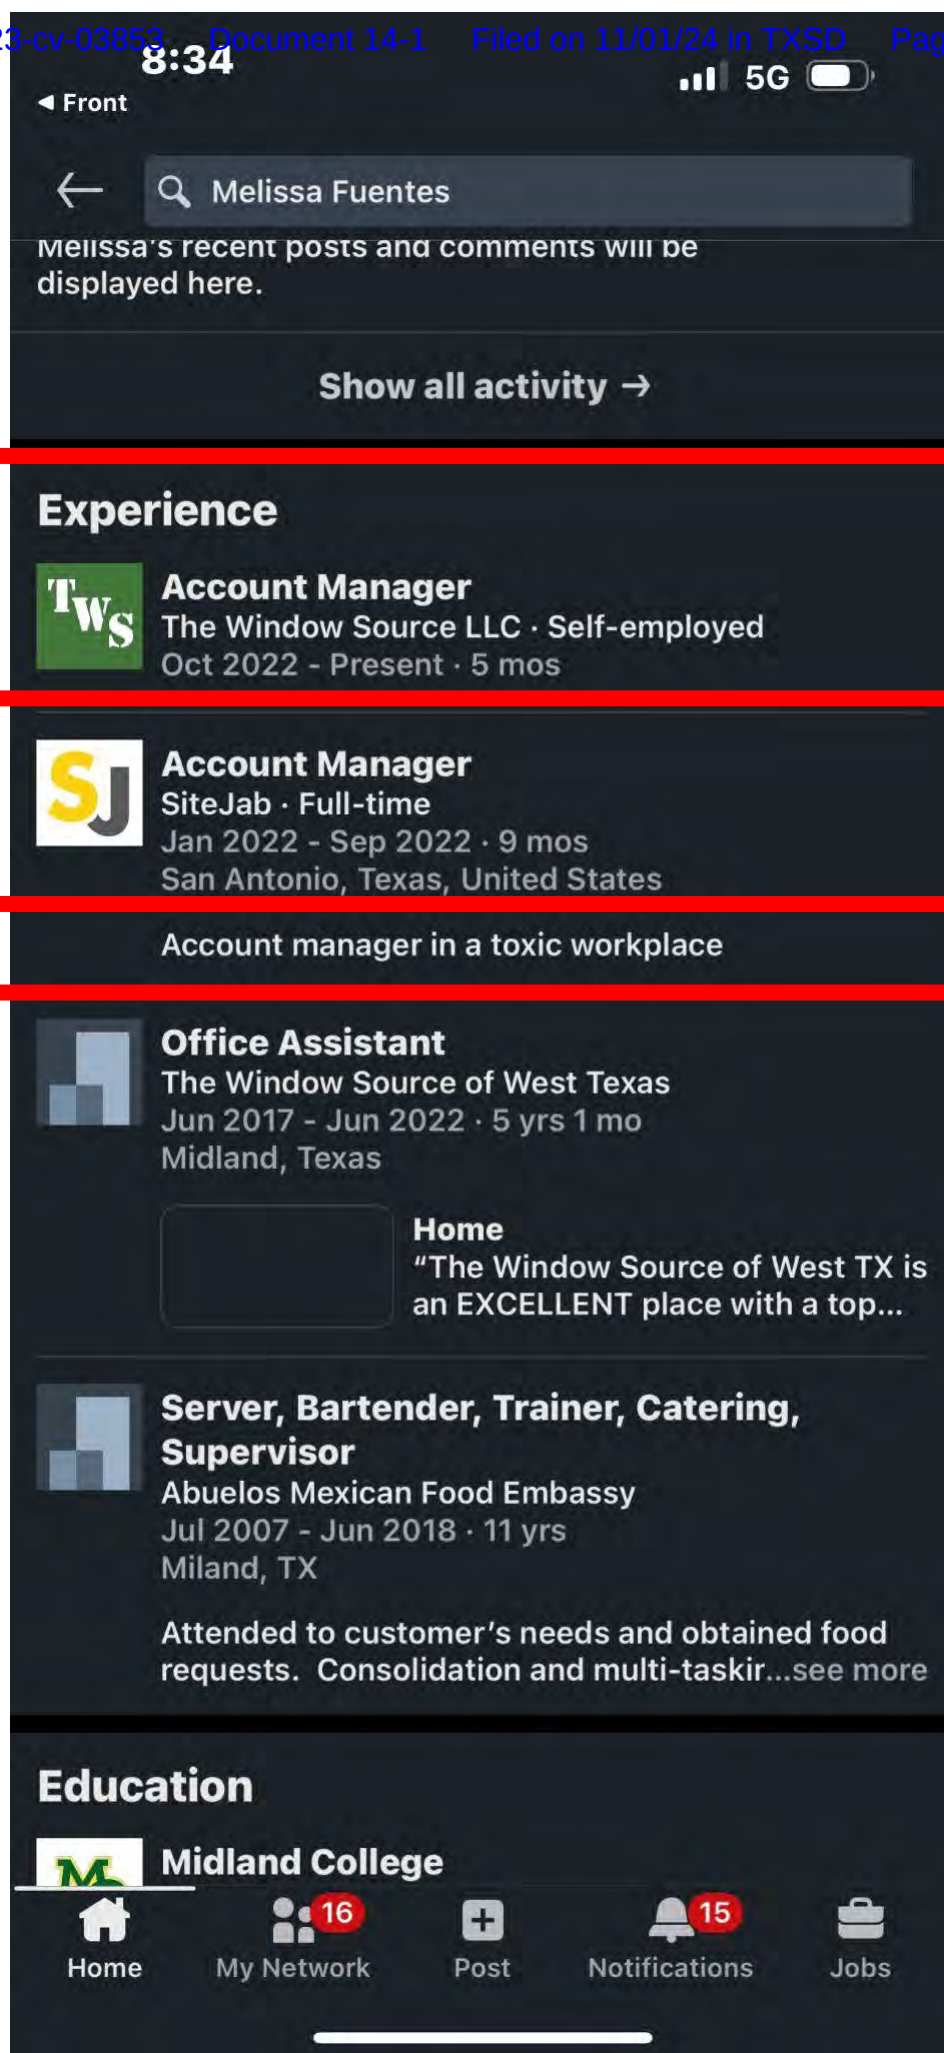 23-cv-03853 Document 14-1 Filed on 11/01/24 in TXSD Pag
8:34
5G
◀ Front
Melissa Fuentes
Melissa's recent posts and comments will be
displayed here.
Show all activity →
Experience
TWS
Account Manager
The Window Source LLC · Self-employed
Oct 2022 - Present · 5 mos
SJ
Account Manager
SiteJab · Full-time
Jan 2022 - Sep 2022 · 9 mos
San Antonio, Texas, United States
Account manager in a toxic workplace
Office Assistant
The Window Source of West Texas
Jun 2017 - Jun 2022 · 5 yrs 1 mo
Midland, Texas
Home
“The Window Source of West TX is
an EXCELLENT place with a top...
Server, Bartender, Trainer, Catering,
Supervisor
Abuelos Mexican Food Embassy
Jul 2007 - Jun 2018 · 11 yrs
Miland, TX
Attended to customer’s needs and obtained food
requests.  Consolidation and multi-taskir...see more
Education
Midland College
16
15
Home
My Network
Post
Notifications
Jobs